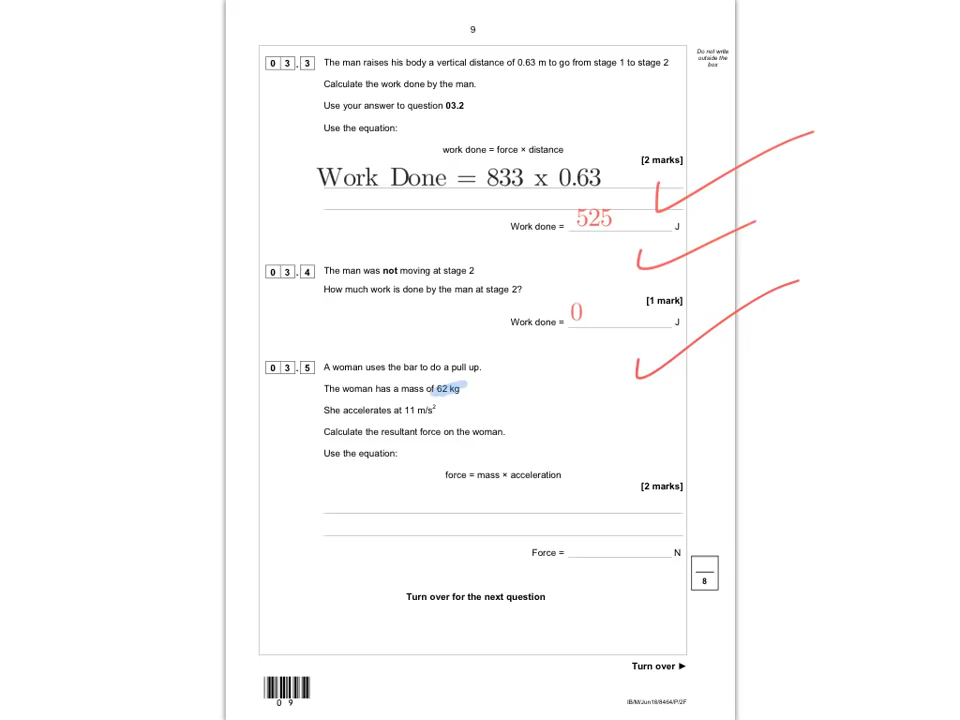 9
Do not write
outside the
box
0 3 . 3 The man raises his body a vertical distance of 0.63 m to go from stage 1 to stage 2
Calculate the work done by the man.
Use your answer to question 03.2
Use the equation:
work done = force × distance
[2 marks]
Work Done = 833 x 0.63
Work done = 525 J
0 3 . 4 The man was not moving at stage 2
How much work is done by the man at stage 2?
[1 mark]
Work done = 0 J
0 3 . 5 A woman uses the bar to do a pull up.
The woman has a mass of 62 kg
She accelerates at 11 m/s²
Calculate the resultant force on the woman.
Use the equation:
force = mass × acceleration
[2 marks]
Force = N
8
Turn over for the next question
Turn over ►
0 9
IB/M/Jun18/8464/P/2F